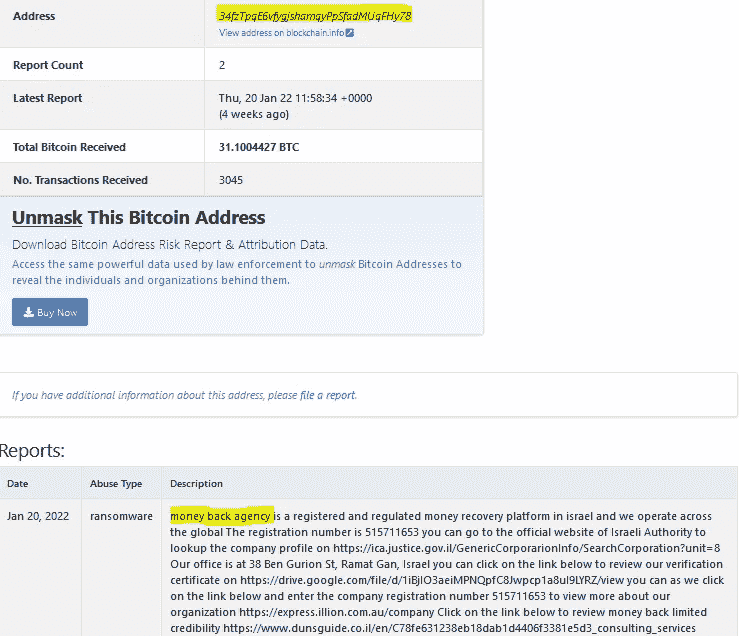 Address 34fzTpqE6vfygjshamqyPpSfadMUqFHy78
View address on blockchain.info
Report Count 2
Latest Report Thu, 20 Jan 22 11:58:34 +0000
(4 weeks ago)
Total Bitcoin Received 31.1004427 BTC
No. Transactions Received 3045
Unmask This Bitcoin Address
Download Bitcoin Address Risk Report & Attribution Data.
Access the same powerful data used by law enforcement to unmask Bitcoin Addresses to
reveal the individuals and organizations behind them.
Buy Now
If you have additional information about this address, please file a report.
Reports:
Date Abuse Type Description
Jan 20, 2022 ransomware money back agency is a registered and regulated money recovery platform in israel and we operate across
the global The registration number is 515711653 you can go to the official website of Israeli Authority to
lookup the company profile on https://ica.justice.gov.il/GenericCorporarionInfo/SearchCorporation?unit=8
Our office is at 38 Ben Gurion St, Ramat Gan, Israel you can click on the link below to review our verification
certificate on https://drive.google.com/file/d/1iBjlO3aeiMPNQpfC8Jwpcp1a8ul9LYRZ/view you can as we click
on the link below and enter the company registration number 515711653 to view more about our
organization https://express.illion.com.au/company Click on the link below to review money back limited
credibility https://www.dunsguide.co.il/en/C78fe631238eb18dab1d4406f3381e5d3_consulting_services